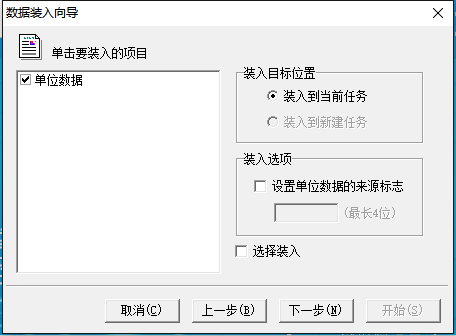 数据装入向导
单击要装入的项目
单位数据
装入目标位置
装入到当前任务
装入到新建任务
装入选项
设置单位数据的来源标志
(最长4位)
选择装入
取消(C) 上一步(B) 下一步(N) 开始(S)